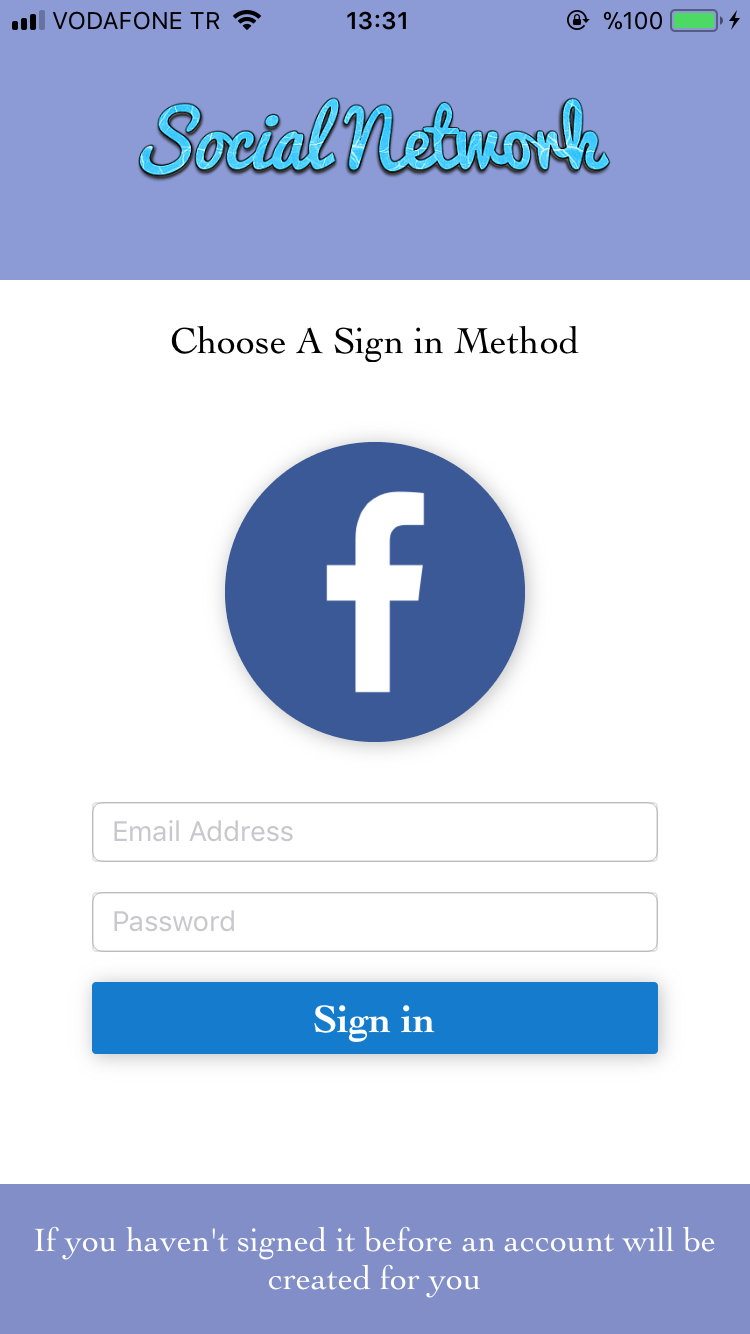 VODAFONE TR 13:31 %100
Social Network
Choose A Sign in Method
f
Email Address
Password
Sign in
If you haven't signed it before an account will be
created for you